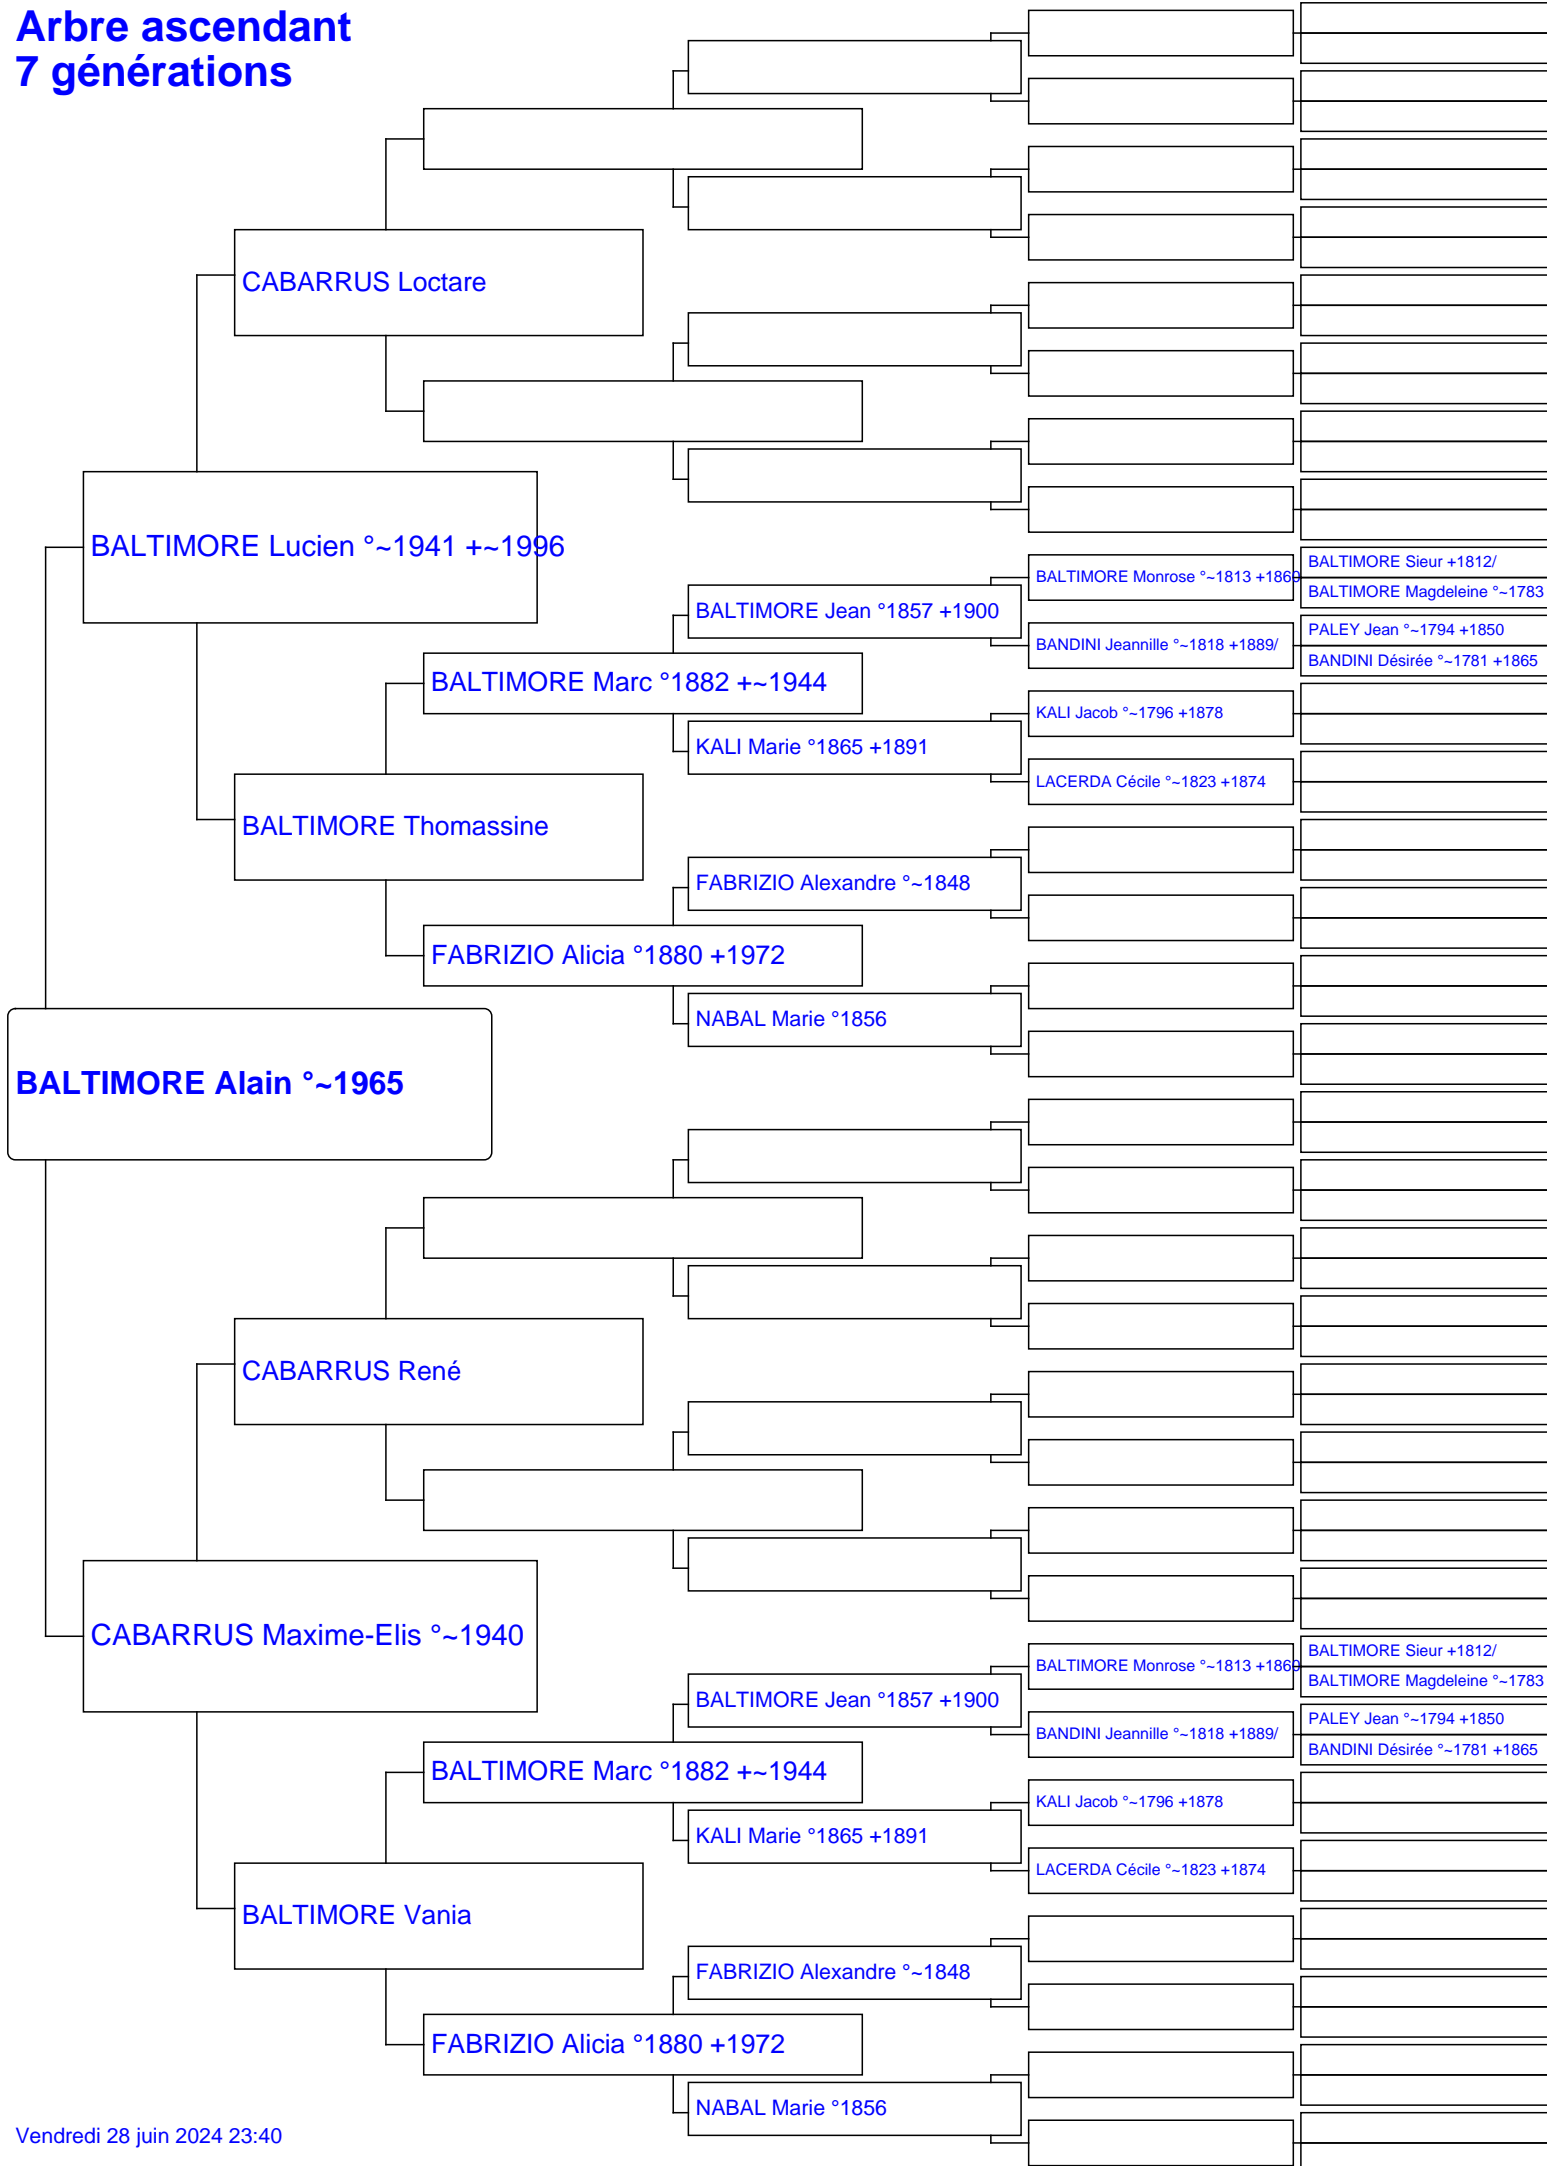 Arbre ascendant
7 générations
CABARRUS Loctare
BALTIMORE Lucien °~1941 +~1996
BALTIMORE Sieur +1812/
BALTIMORE Monrose °~1813 +1860
BALTIMORE Magdeleine °~1783
BALTIMORE Jean °1857 +1900
PALEY Jean °~1794 +1850
BANDINI Jeannille °~1818 +1889/
BANDINI Désirée °~1781 +1865
BALTIMORE Marc °1882 +~1944
KALI Jacob °~1796 +1878
KALI Marie °1865 +1891
LACERDA Cécile °~1823 +1874
BALTIMORE Thomassine
FABRIZIO Alexandre °~1848
FABRIZIO Alicia °1880 +1972
NABAL Marie °1856
BALTIMORE Alain °~1965
CABARRUS René
CABARRUS Maxime-Elis °~1940
BALTIMORE Sieur +1812/
BALTIMORE Monrose °~1813 +1860
BALTIMORE Magdeleine °~1783
BALTIMORE Jean °1857 +1900
PALEY Jean °~1794 +1850
BANDINI Jeannille °~1818 +1889/
BANDINI Désirée °~1781 +1865
BALTIMORE Marc °1882 +~1944
KALI Jacob °~1796 +1878
KALI Marie °1865 +1891
LACERDA Cécile °~1823 +1874
BALTIMORE Vania
FABRIZIO Alexandre °~1848
FABRIZIO Alicia °1880 +1972
NABAL Marie °1856
Vendredi 28 juin 2024 23:40